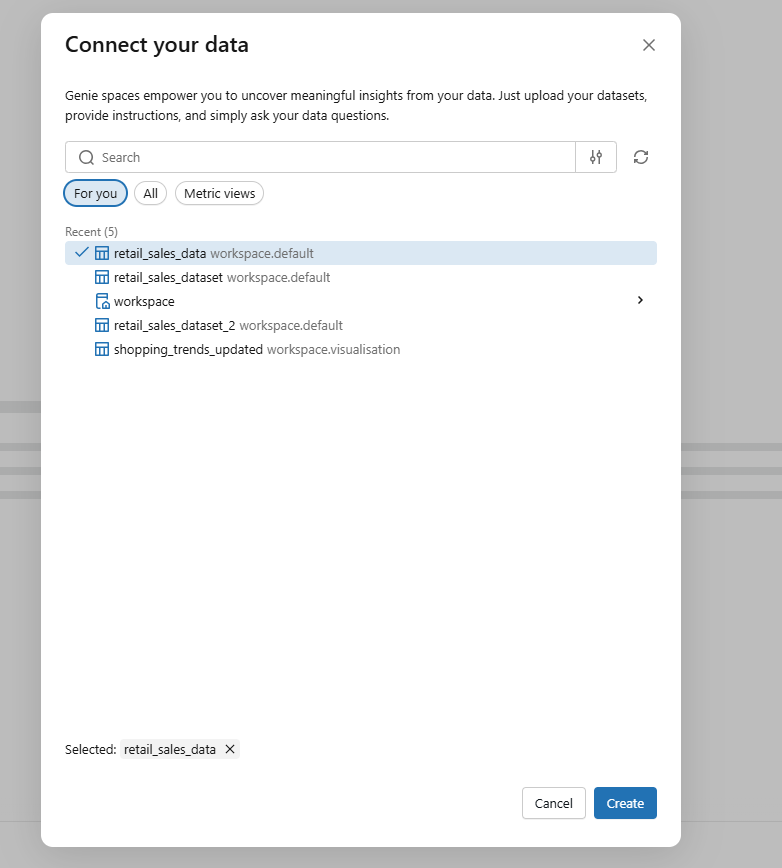 Connect your data
Genie spaces empower you to uncover meaningful insights from your data. Just upload your datasets,
provide instructions, and simply ask your data questions.
Search
For you All Metric views
Recent (5)
retail_sales_data workspace.default
retail_sales_dataset workspace.default
workspace
retail_sales_dataset_2 workspace.default
shopping_trends_updated workspace.visualisation
Selected: retail_sales_data
Cancel Create